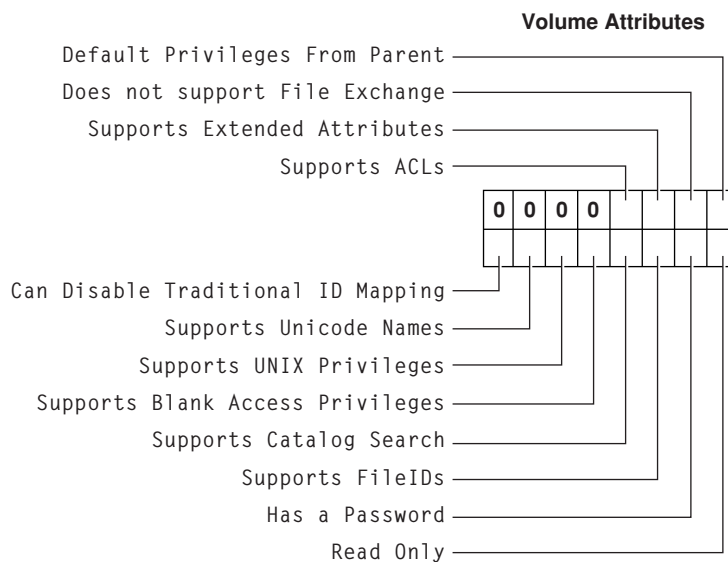 Volume Attributes
Default Privileges From Parent
Does not support File Exchange
Supports Extended Attributes
Supports ACLs
0 0 0 0
Can Disable Traditional ID Mapping
Supports Unicode Names
Supports UNIX Privileges
Supports Blank Access Privileges
Supports Catalog Search
Supports FileIDs
Has a Password
Read Only